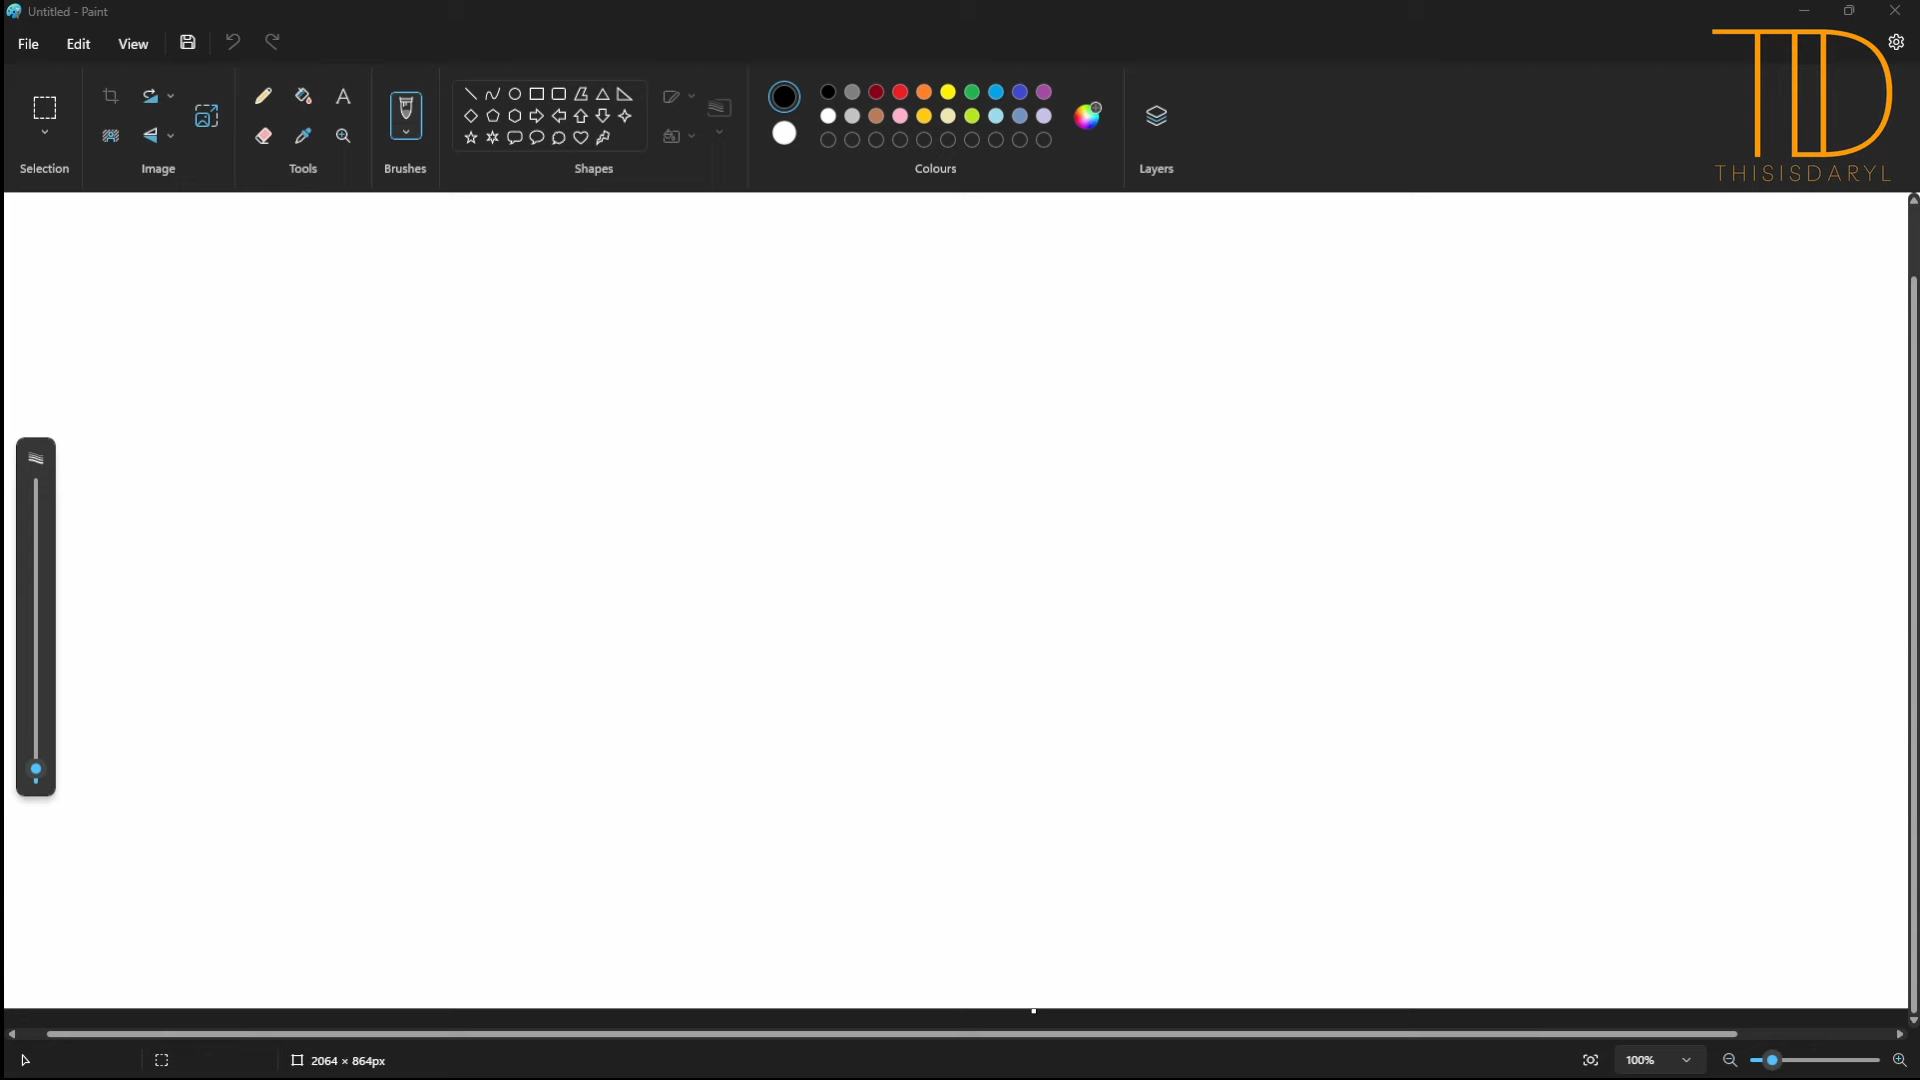 Untitled - Paint
File Edit View
THISISDARYL
Selection Image Tools Brushes Shapes Colours Layers
2064 × 864px 100%